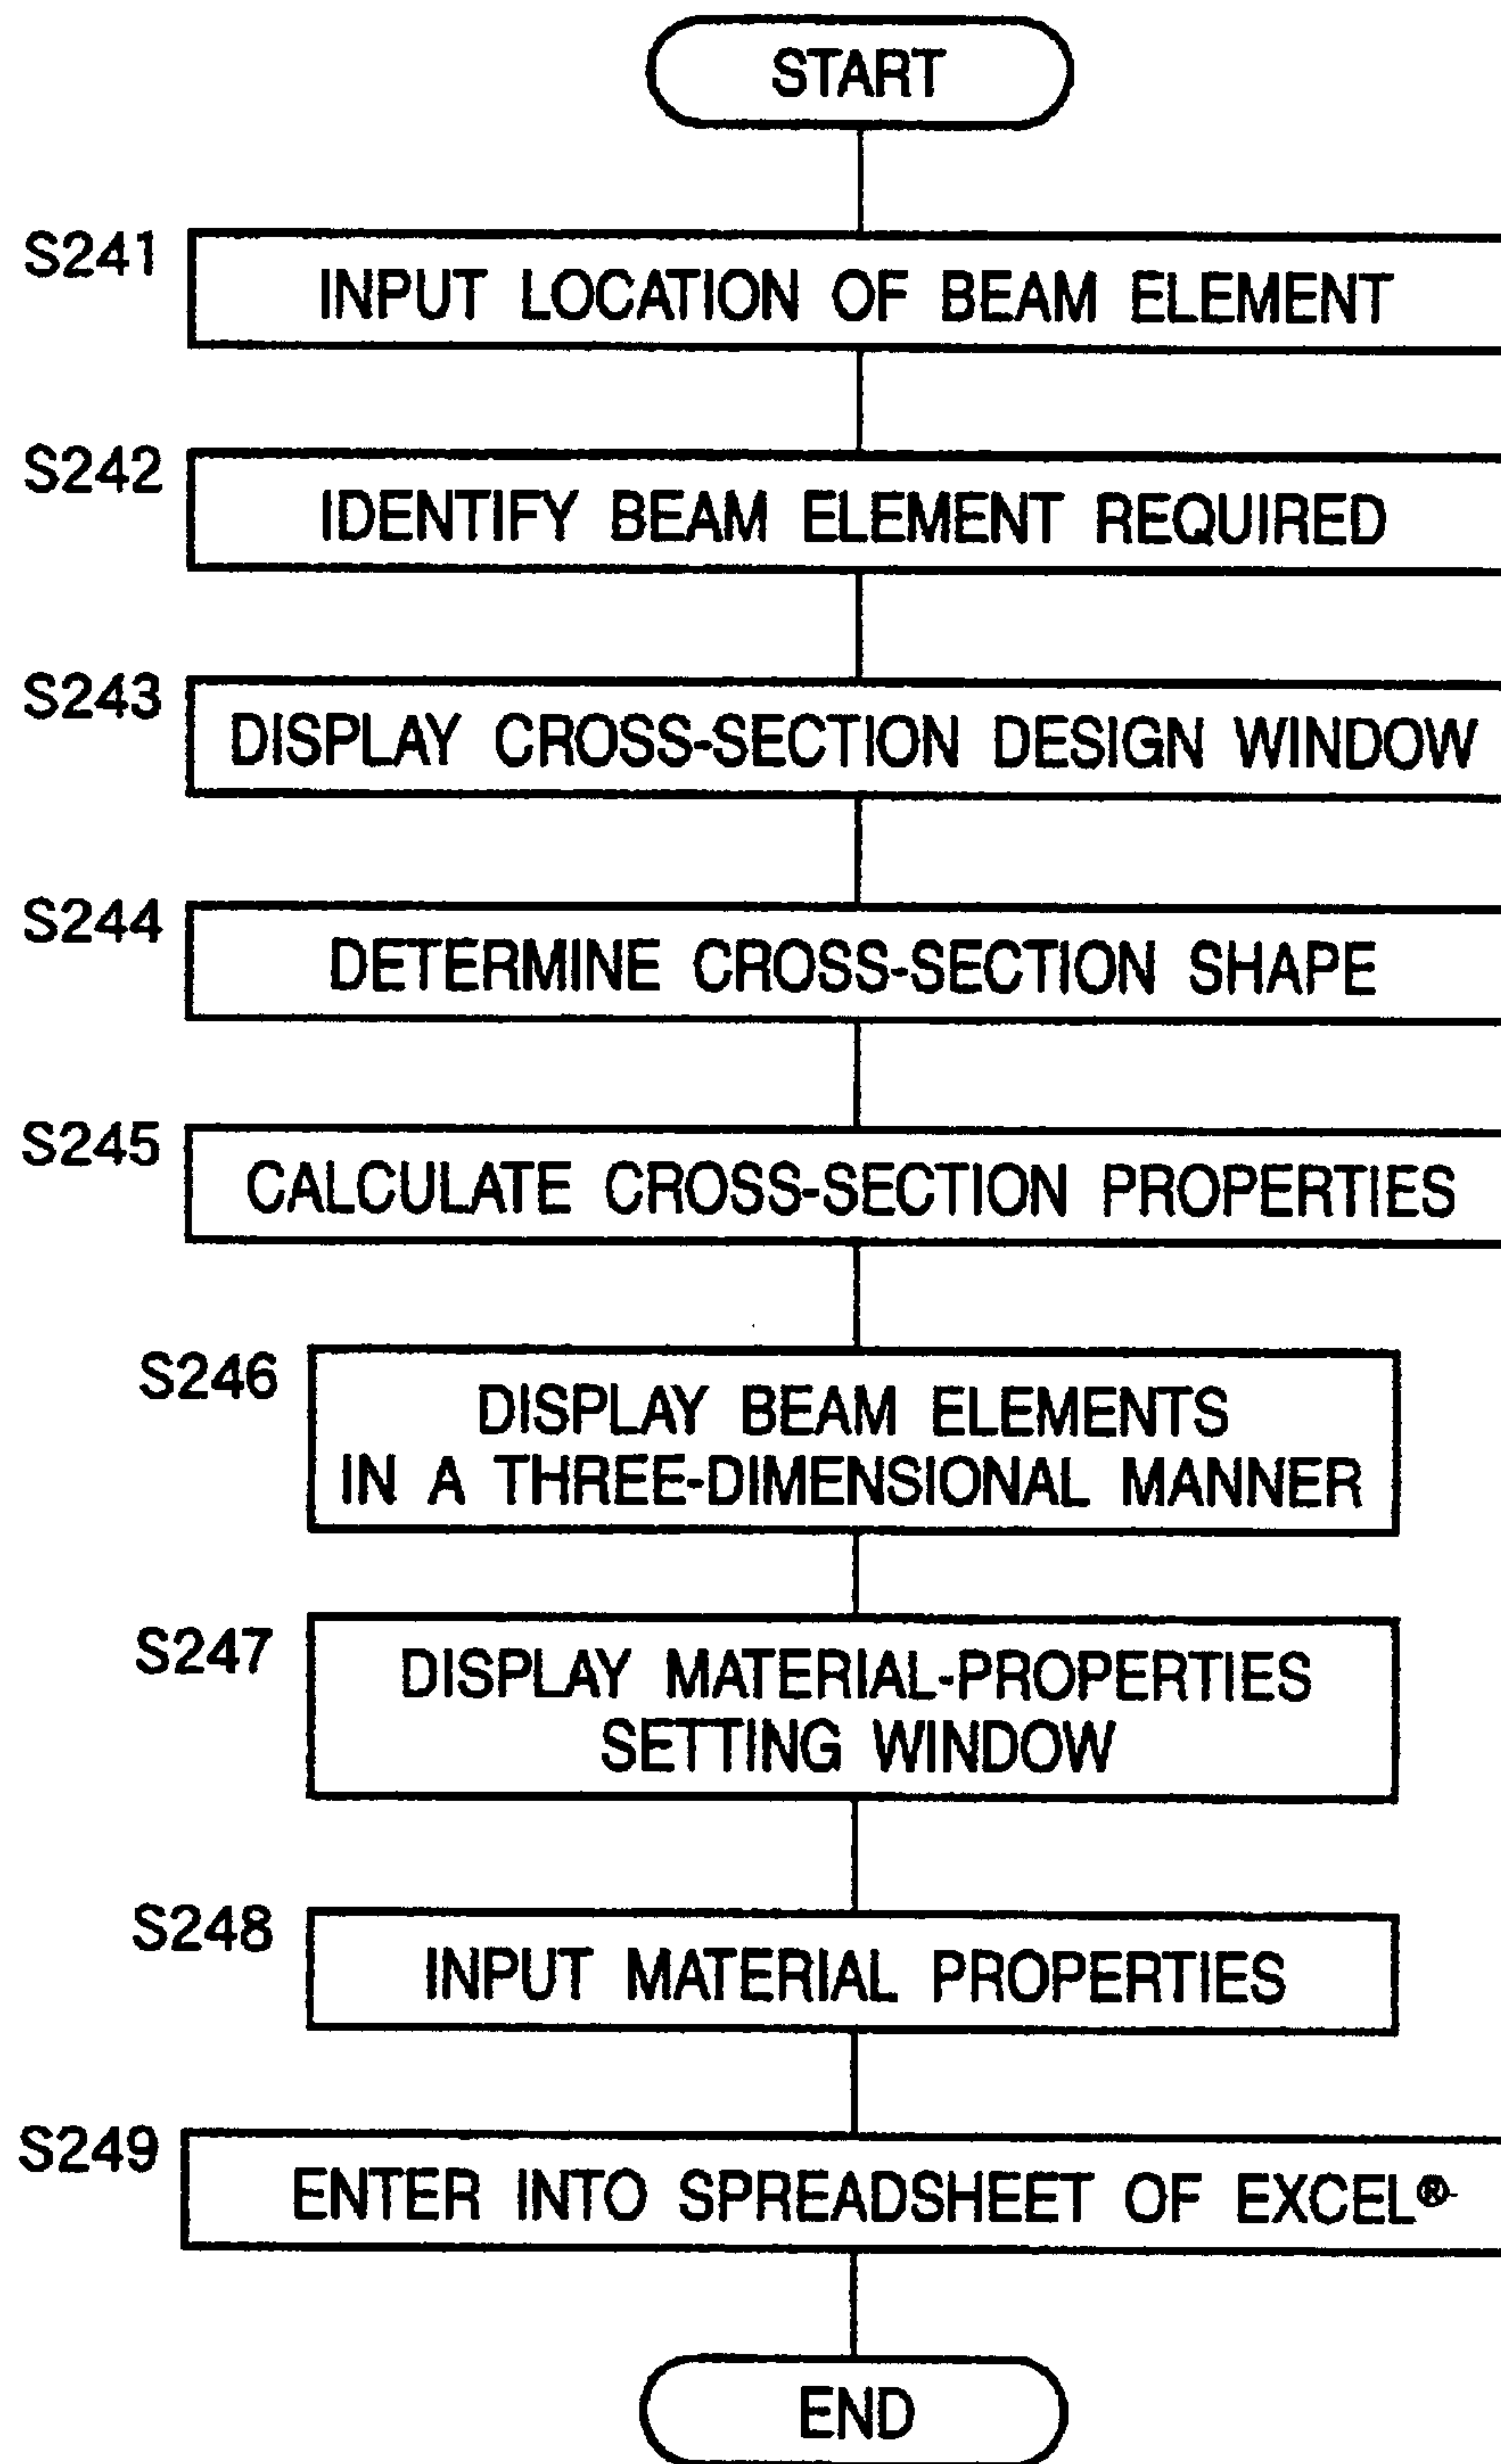 START
S241
INPUT LOCATION OF BEAM ELEMENT
S242
IDENTIFY BEAM ELEMENT REQUIRED
S243
DISPLAY CROSS-SECTION DESIGN WINDOW
S244
DETERMINE CROSS-SECTION SHAPE
S245
CALCULATE CROSS-SECTION PROPERTIES
S246
DISPLAY BEAM ELEMENTS
IN A THREE-DIMENSIONAL MANNER
S247
DISPLAY MATERIAL-PROPERTIES
SETTING WINDOW
S248
INPUT MATERIAL PROPERTIES
S249
ENTER INTO SPREADSHEET OF EXCEL®
END